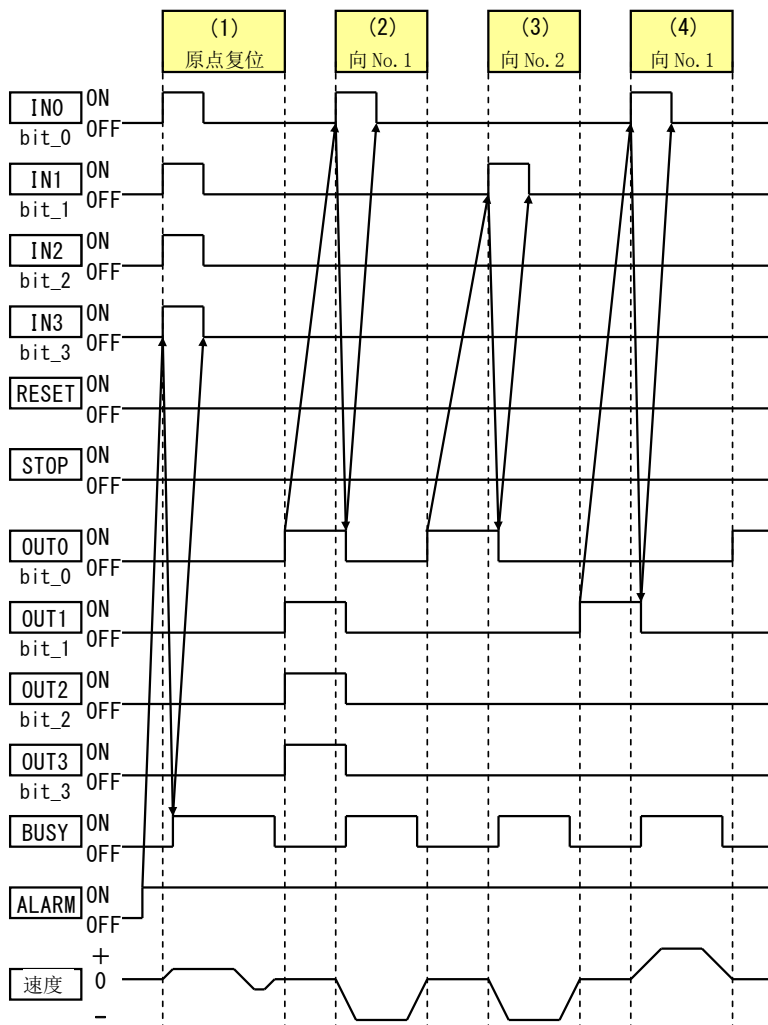 (1)
原点复位
(2)
向 No.1
(3)
向 No.2
(4)
向 No.1
IN0
ON
OFF
bit_0
IN1
ON
OFF
bit_1
IN2
ON
OFF
bit_2
IN3
ON
OFF
bit_3
RESET
ON
OFF
STOP
ON
OFF
OUT0
ON
OFF
bit_0
OUT1
ON
OFF
bit_1
OUT2
ON
OFF
bit_2
OUT3
ON
OFF
bit_3
BUSY
ON
OFF
ALARM
ON
OFF
速度
+
0
-